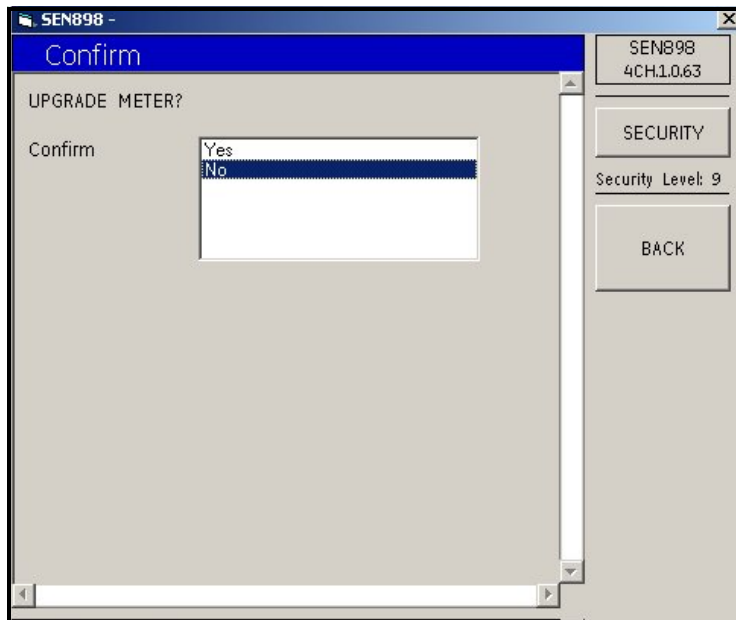 SEN898 -
Confirm
UPGRADE METER?
Confirm
Yes
No
SEN898
4CH.1.0.63
SECURITY
Security Level: 9
BACK